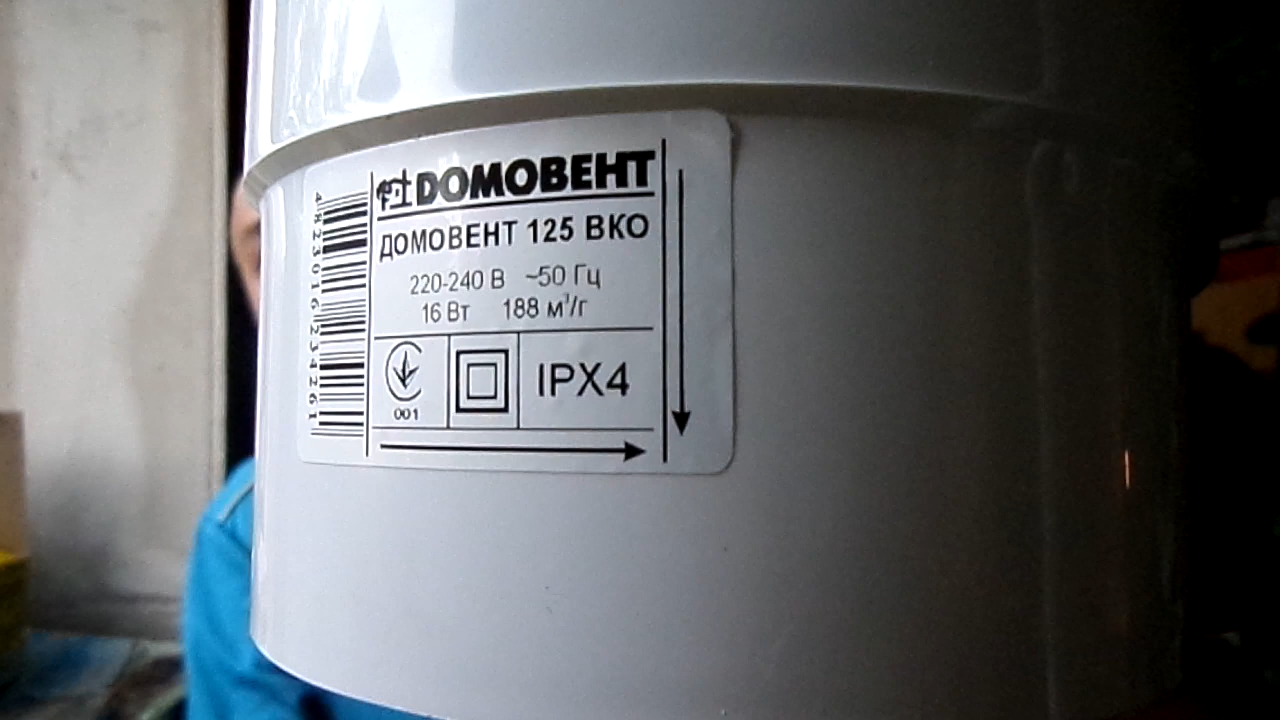 ДОМОВЕНТ
ДОМОВЕНТ 125 ВКО
220-240 В ~50 Гц
16 Вт 188 м³/г
001
IPX4
4823016234261